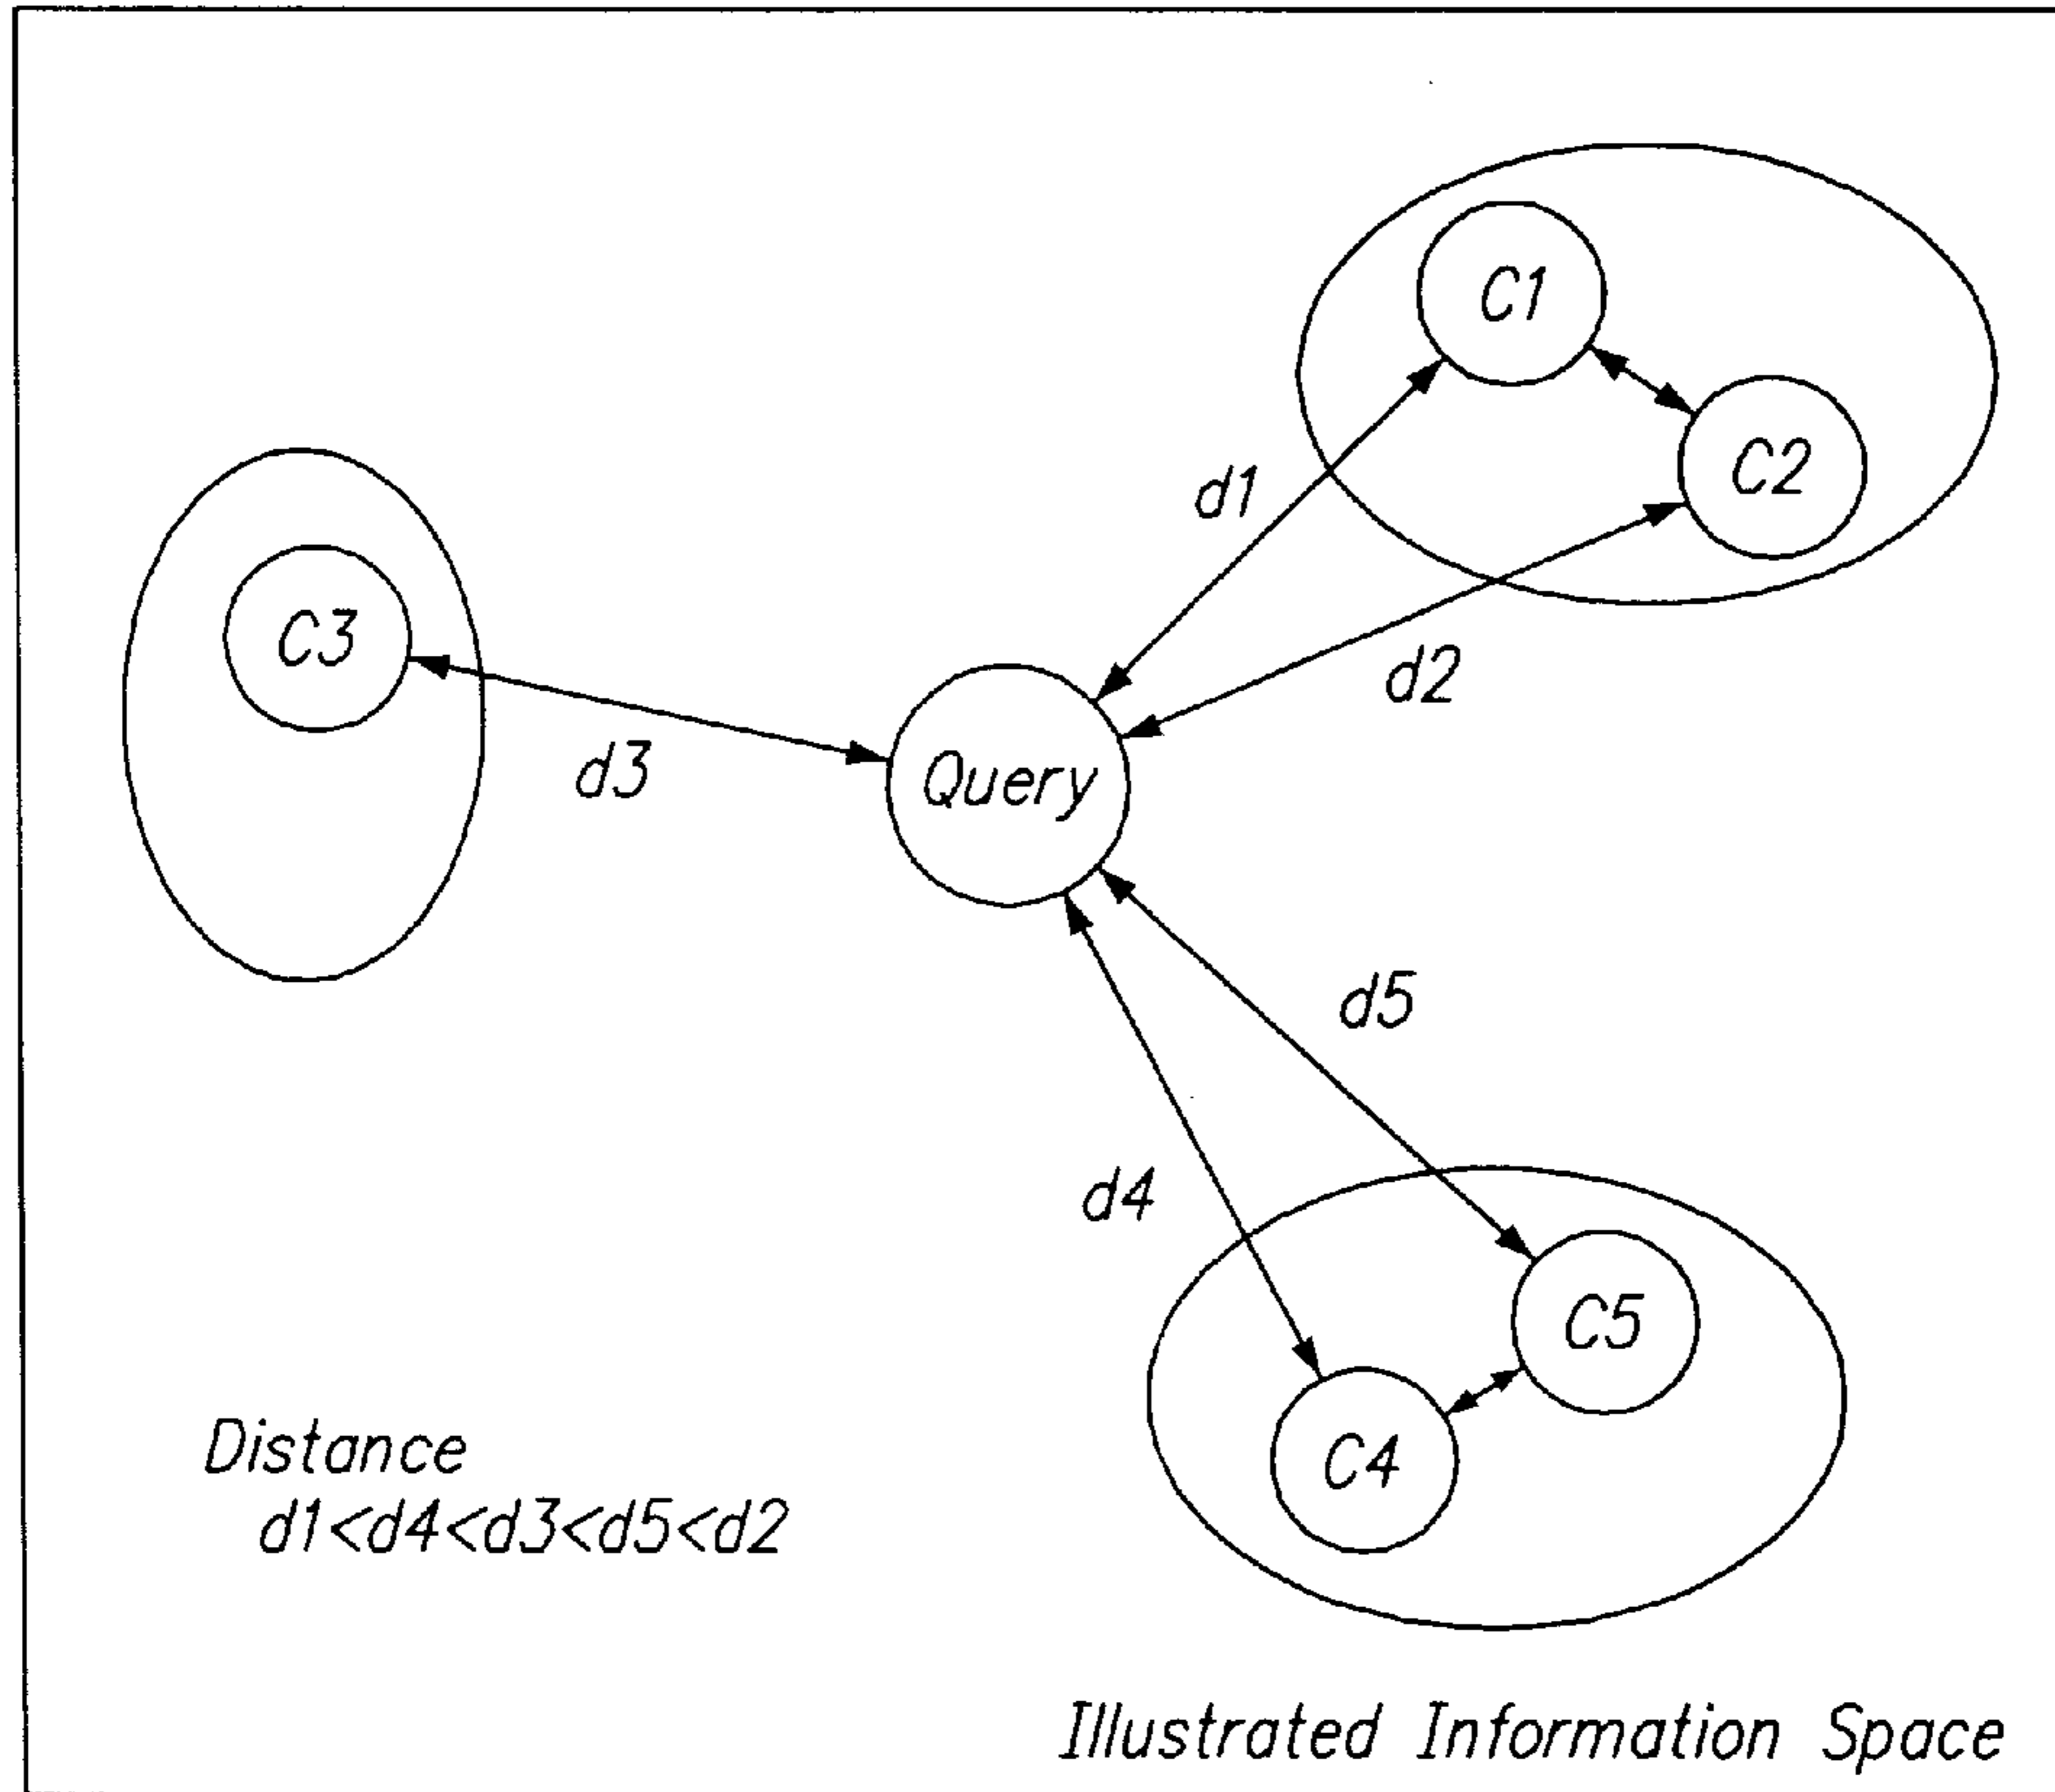 C1
C2
d1
C3
d2
d3
Query
d5
d4
C5
C4
Distance
d1<d4<d3<d5<d2
Illustrated Information Space